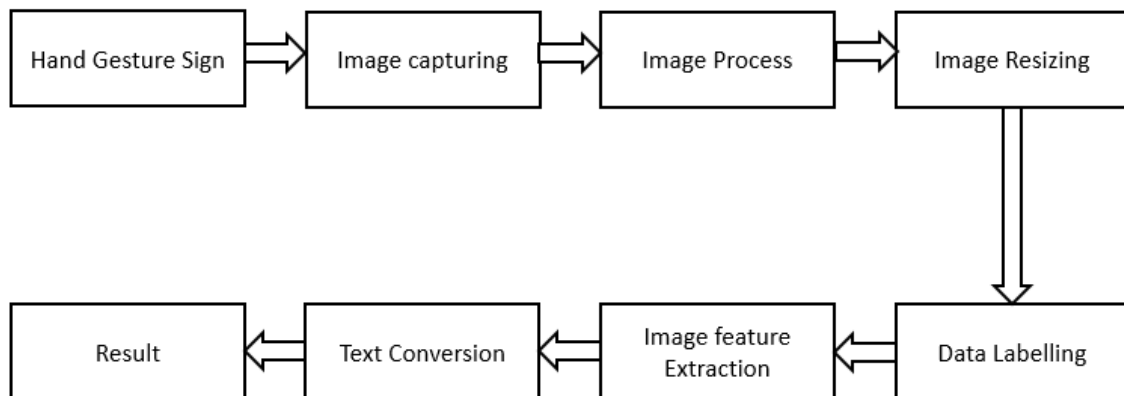 Hand Gesture Sign
Image capturing
Image Process
Image Resizing
Data Labelling
Image feature
Extraction
Text Conversion
Result